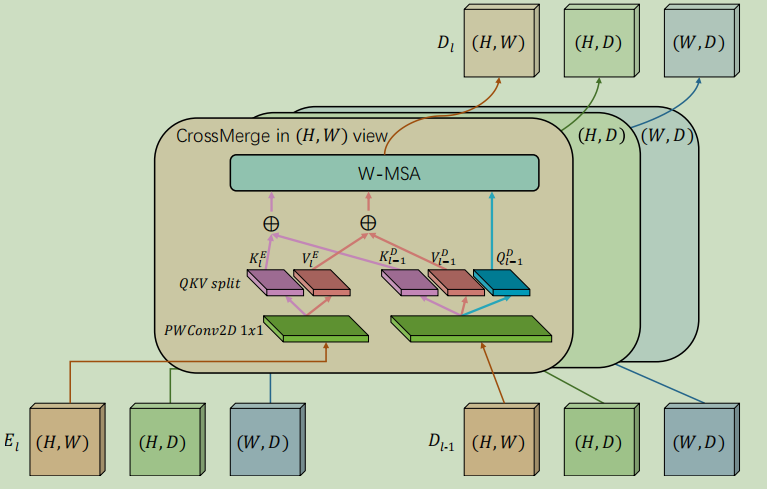 D_l (H,W) (H,D) (W,D)
CrossMerge in (H,W) view (H,D) (W,D)
W-MSA
⊕ ⊕
K_l^E V_l^E K_{l-1}^D V_{l-1}^D Q_{l-1}^D
QKV split
PWConv2D 1x1
E_l (H,W) (H,D) (W,D) D_{l-1} (H,W) (H,D) (W,D)